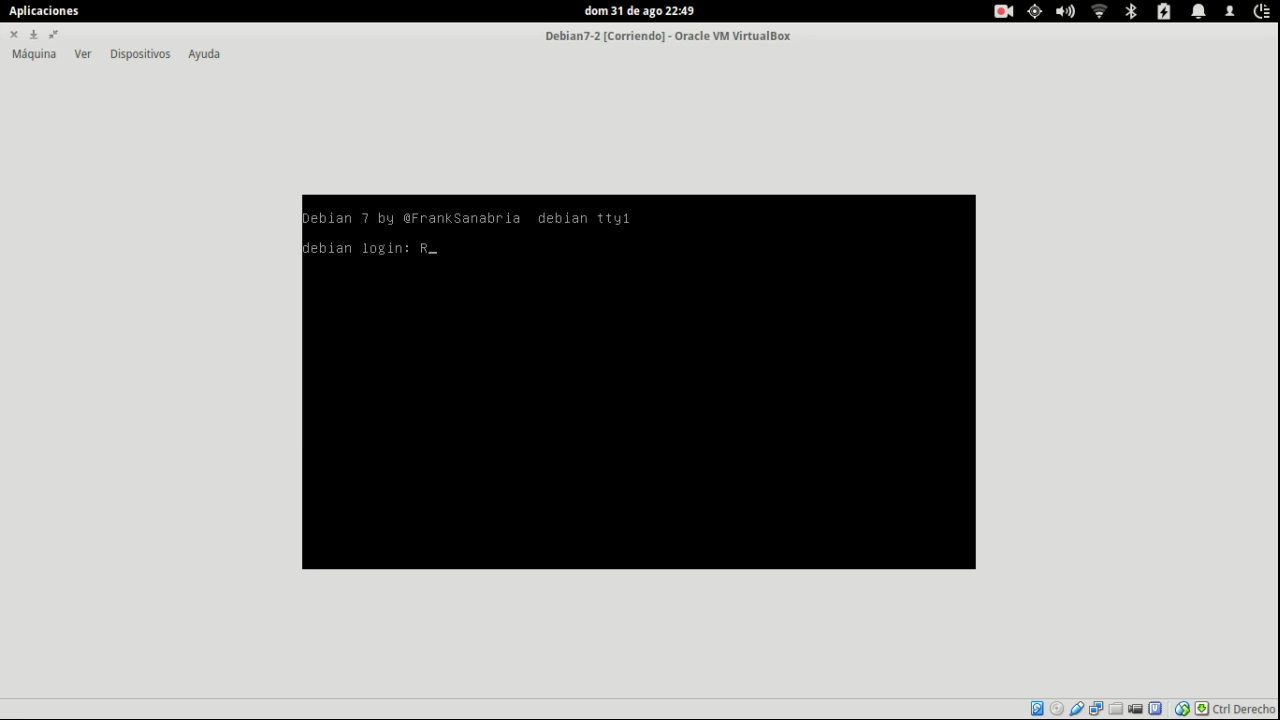 Aplicaciones dom 31 de ago 22:49
Debian7-2 [Corriendo] - Oracle VM VirtualBox
Máquina Ver Dispositivos Ayuda
Debian 7 by @FrankSanabria debian tty1
debian login: R_
Ctrl Derecho